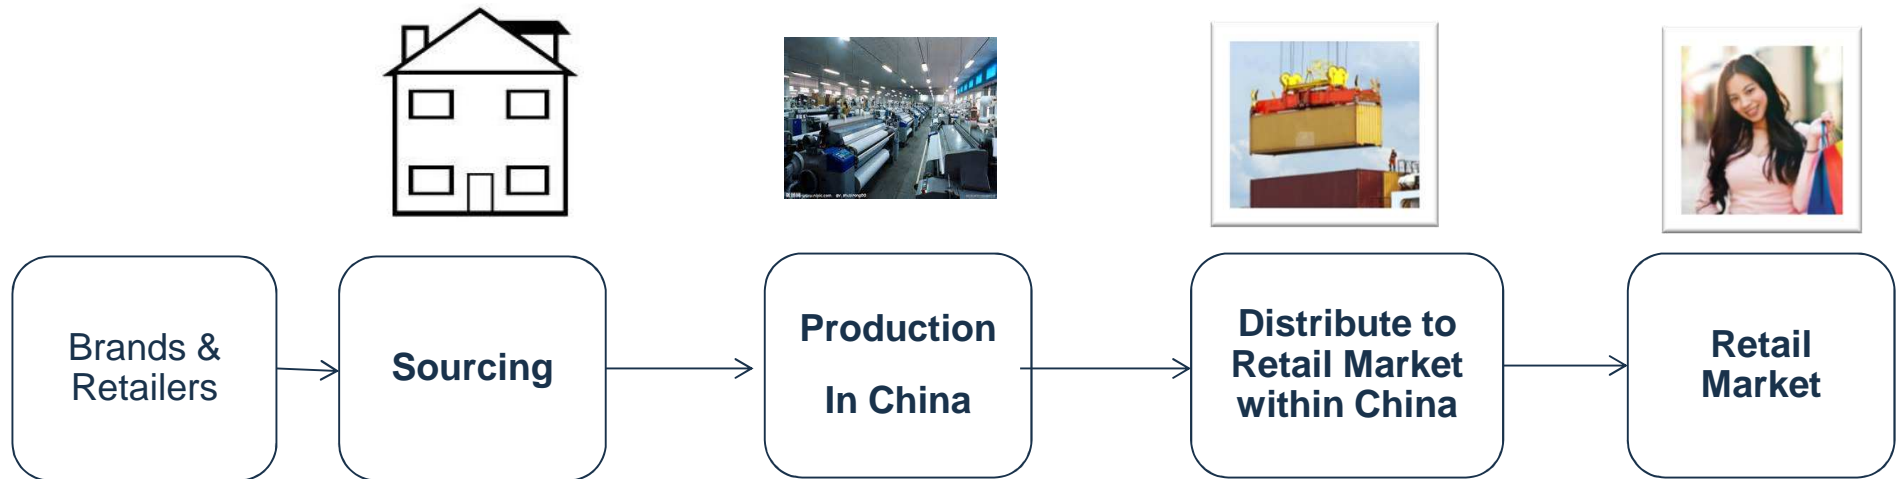 Brands &
Retailers
Sourcing
Production
In China
Distribute to
Retail Market
within China
Retail
Market